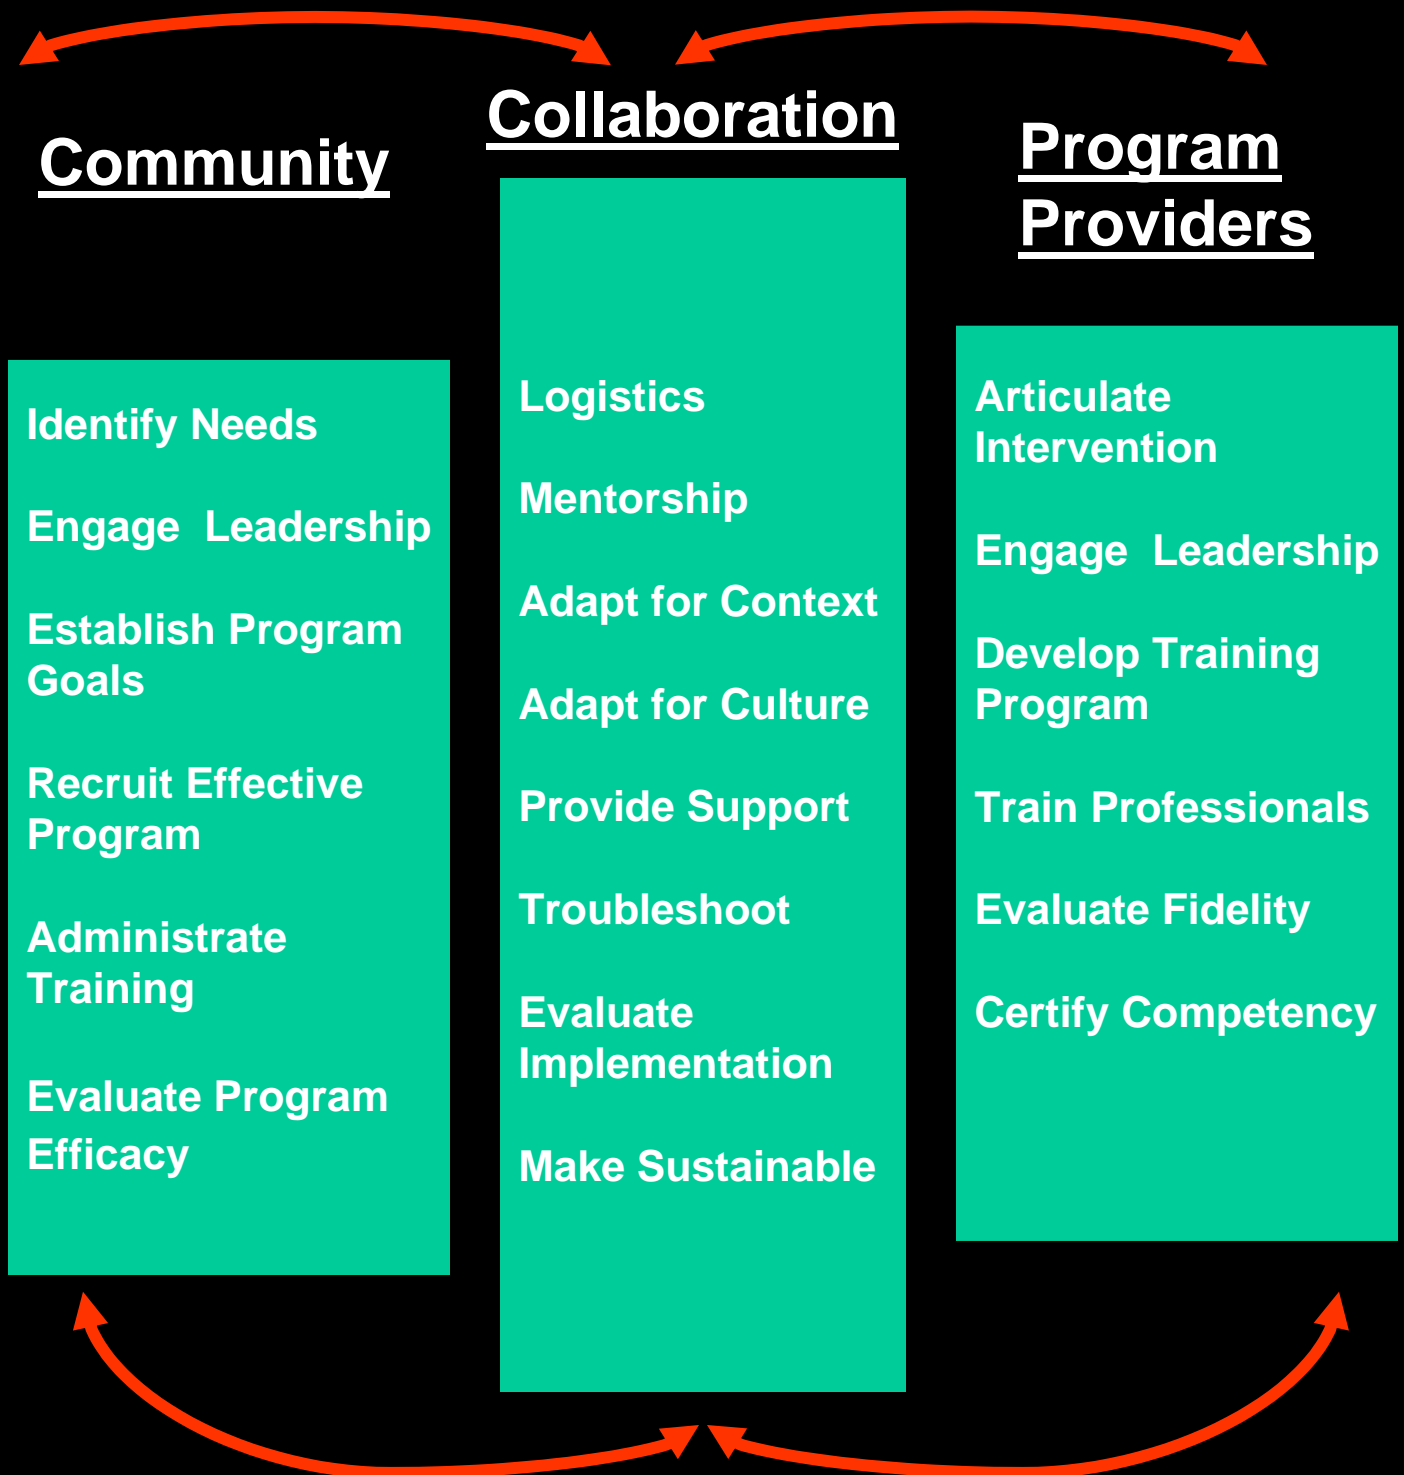 Community
Identify Needs
Engage  Leadership
Establish Program
Goals
Recruit Effective
Program
Administrate
Training
Evaluate Program
Efficacy
Collaboration
Logistics
Mentorship
Adapt for Context
Adapt for Culture
Provide Support
Troubleshoot
Evaluate
Implementation
Make Sustainable
Program
Providers
Articulate
Intervention
Engage  Leadership
Develop Training
Program
Train Professionals
Evaluate Fidelity
Certify Competency